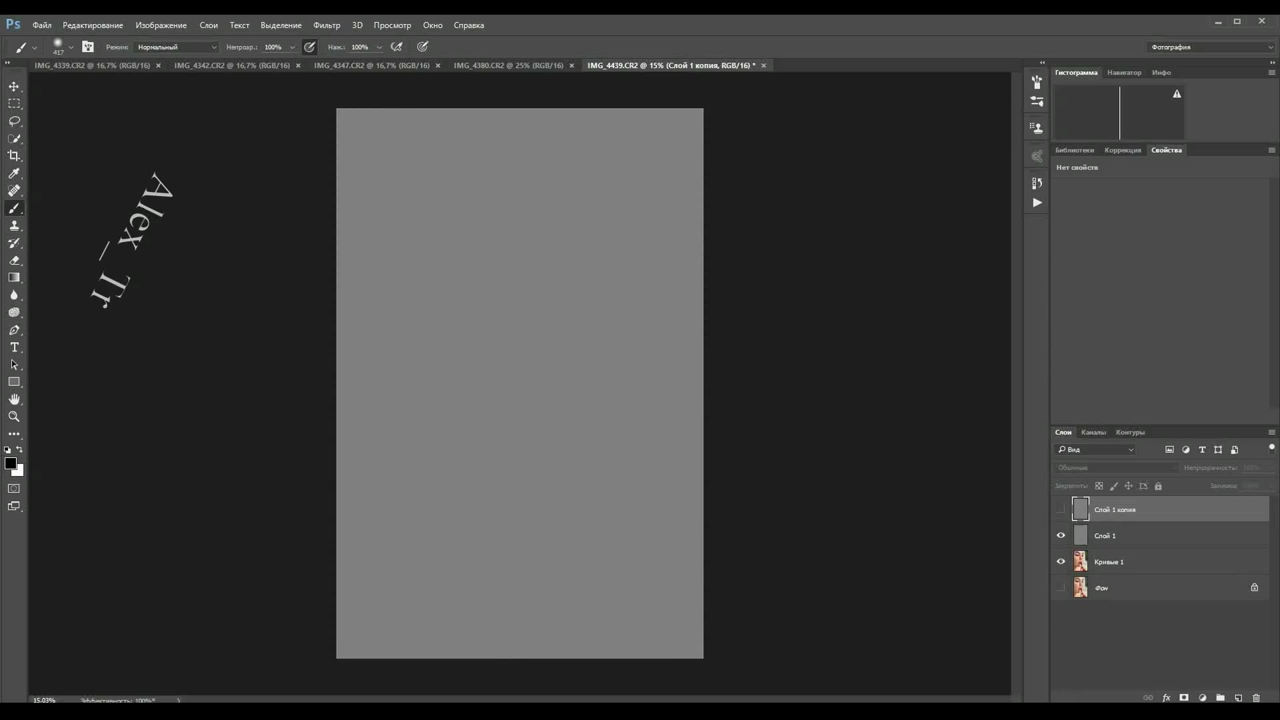 Ps Файл Редактирование Изображение Слои Текст Выделение Фильтр 3D Просмотр Окно Справка
417 Режим: Нормальный Непрозр.: 100% Наж.: 100% Фотография
IMG_4339.CR2 @ 16,7% (RGB/16) × IMG_4342.CR2 @ 16,7% (RGB/16) × IMG_4347.CR2 @ 16,7% (RGB/16) × IMG_4380.CR2 @ 25% (RGB/16) × IMG_4439.CR2 @ 15% (Слой 1 копия, RGB/16) * ×
Гистограмма Навигатор Инфо
Библиотеки Коррекция Свойства
Нет свойств
Alex_Tr
Слои Каналы Контуры
Вид
Обычные Непрозрачность: 100%
Закрепить: Заливка:
Слой 1 копия
Слой 1
Кривые 1
Фон
15,03% Эффективность: 100%*